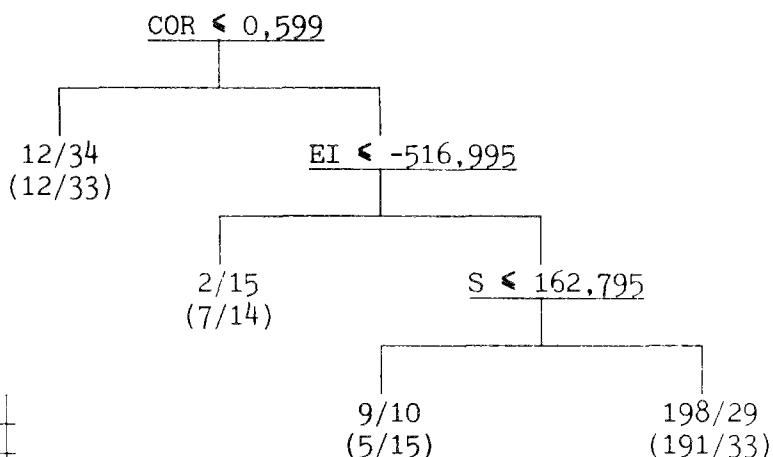 COR ⩽ 0,599
12/34
(12/33)
EI ⩽ -516,995
2/15
(7/14)
S ⩽ 162,795
9/10
(5/15)
198/29
(191/33)